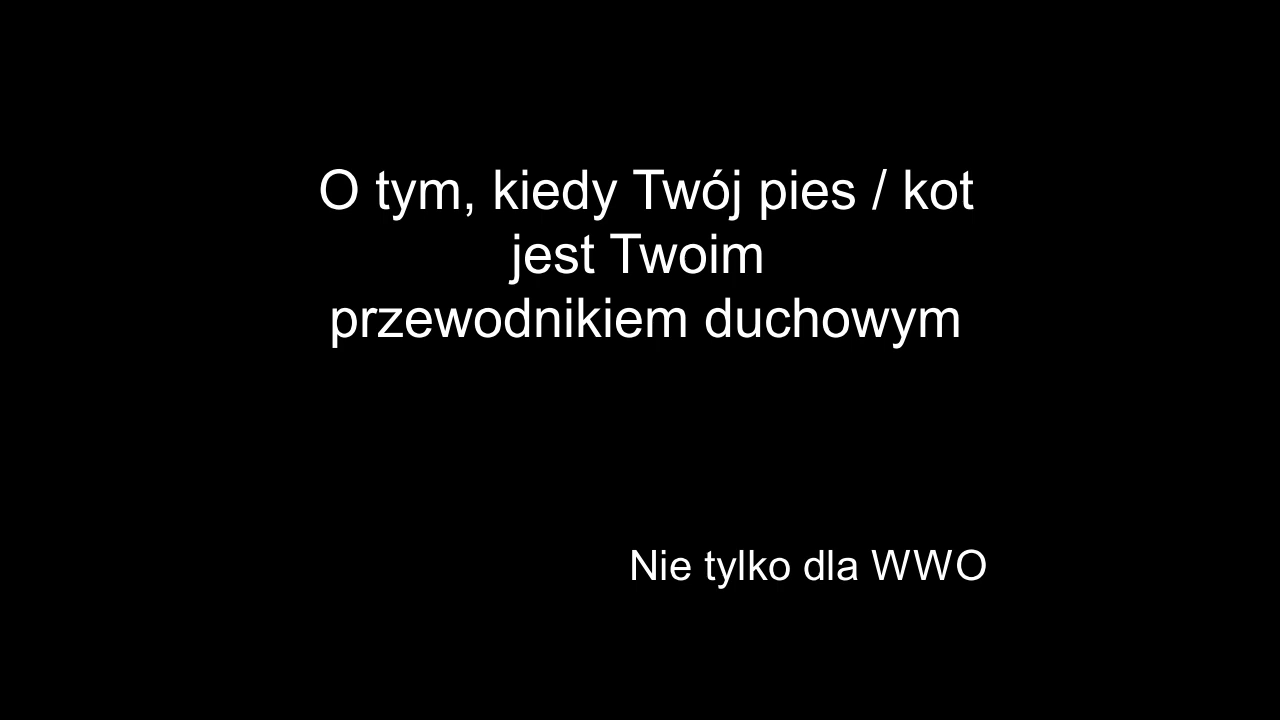 O tym, kiedy Twój pies / kot
jest Twoim
przewodnikiem duchowym
Nie tylko dla WWO